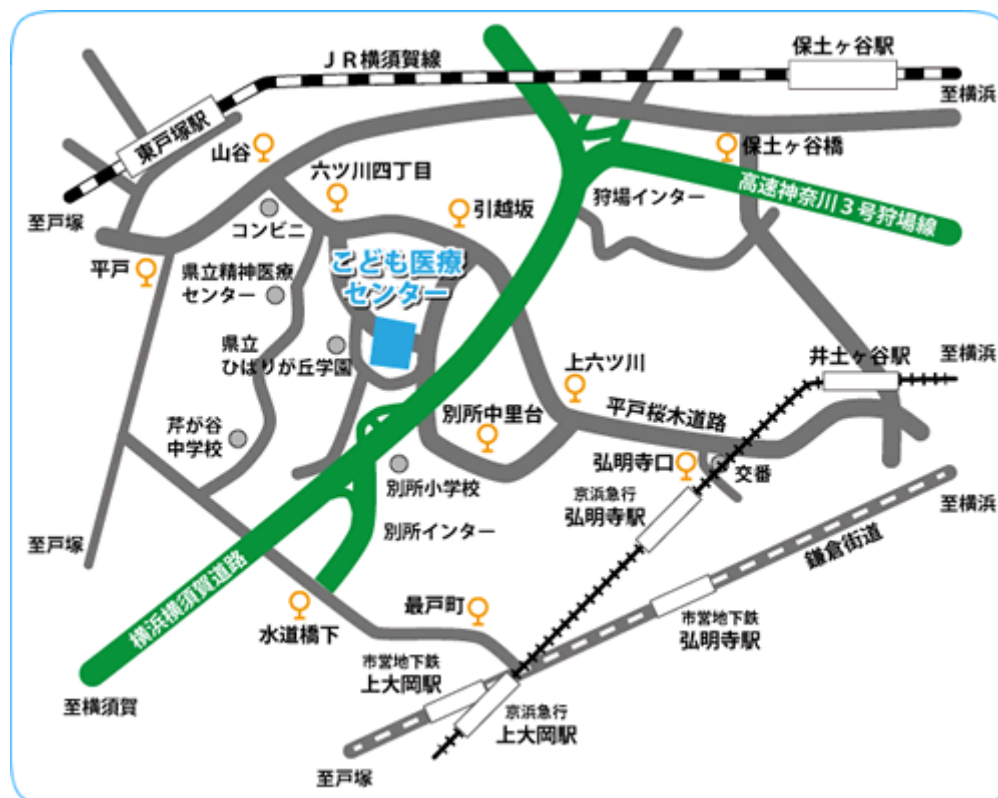 保土ヶ谷駅
JR横須賀線
至横浜
東戸塚駅
山谷
保土ヶ谷橋
六ツ川四丁目
高速神奈川3号狩場線
狩場インター
引越坂
至戸塚
コンビニ
平戸
県立精神医療
センター
こども医療
センター
県立
ひばりが丘学園
井土ヶ谷駅
至横浜
上六ツ川
平戸桜木道路
別所中里台
芹が谷
中学校
弘明寺口
交番
別所小学校
京浜急行
弘明寺駅
至横浜
別所インター
至戸塚
鎌倉街道
横浜横須賀道路
最戸町
水道橋下
市営地下鉄
弘明寺駅
市営地下鉄
上大岡駅
至横須賀
京浜急行
上大岡駅
至戸塚